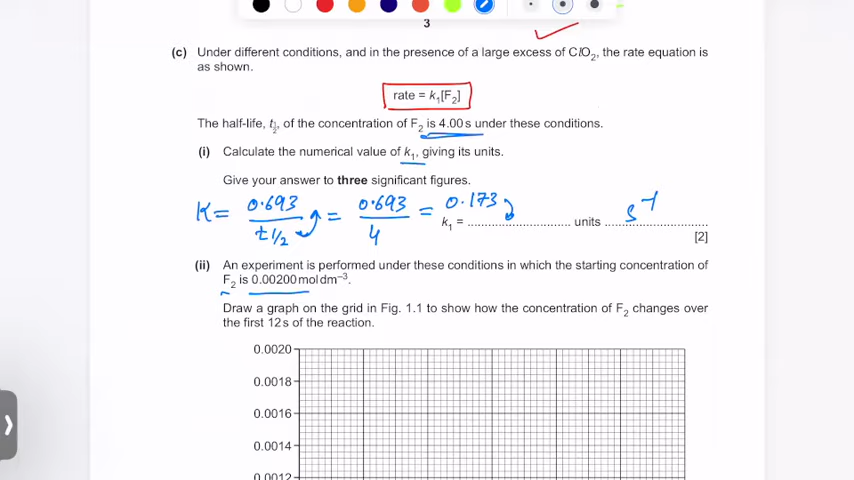 3
(c) Under different conditions, and in the presence of a large excess of ClO₂, the rate equation is
as shown.
rate = k₁[F₂]
The half-life, t½, of the concentration of F₂ is 4.00 s under these conditions.
(i) Calculate the numerical value of k₁, giving its units.
Give your answer to three significant figures.
K = 0.693 / t1/2 = 0.693 / 4 = 0.173
k₁ = .............................. units s⁻¹ ..............................
[2]
(ii) An experiment is performed under these conditions in which the starting concentration of
F₂ is 0.00200 mol dm⁻³.
Draw a graph on the grid in Fig. 1.1 to show how the concentration of F₂ changes over
the first 12 s of the reaction.
0.0020
0.0018
0.0016
0.0014
0.0012